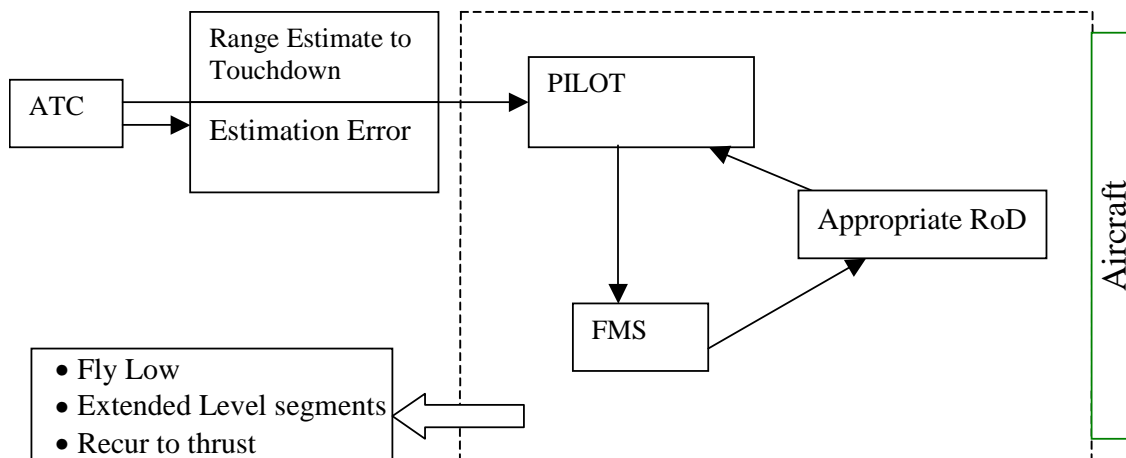 ATC
Range Estimate to
Touchdown
Estimation Error
PILOT
Appropriate RoD
FMS
Aircraft
• Fly Low
• Extended Level segments
• Recur to thrust